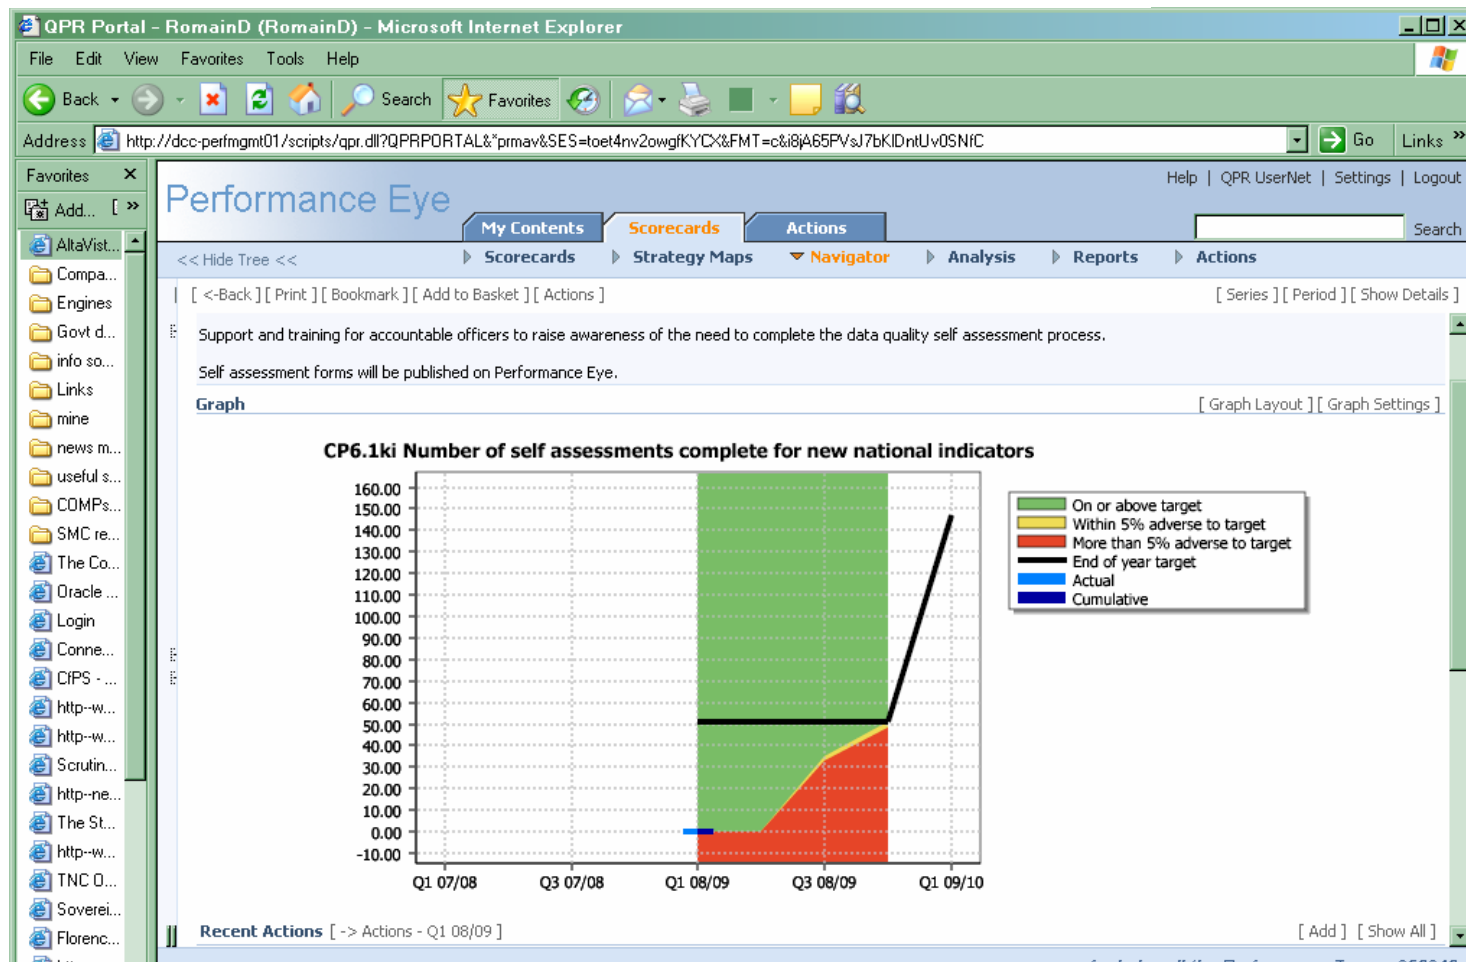 QPR Portal - RomainD (RomainD) - Microsoft Internet Explorer
File Edit View Favorites Tools Help
Back Search Favorites
Address http://dcc-perfmgmt01/scripts/qpr.dll?QPRPORTAL&*prmav&SES=toet4nv2owgfKYCX&FMT=c&i8jA65PVsJ7bKIDntUv0SNfC Go Links »
Favorites ×
Add... »
AltaVist...
Compa...
Engines
Govt d...
info so...
Links
mine
news m...
useful s...
COMPs...
SMC re...
The Co...
Oracle ...
Login
Conne...
CfPS - ...
http--w...
http--w...
Scrutin...
http--ne...
The St...
http--w...
TNC O...
Soverei...
Florenc...
Performance Eye
Help | QPR UserNet | Settings | Logout
My Contents Scorecards Actions
Search
<< Hide Tree <<
Scorecards Strategy Maps Navigator Analysis Reports Actions
[ <-Back ] [ Print ] [ Bookmark ] [ Add to Basket ] [ Actions ] [ Series ] [ Period ] [ Show Details ]
Support and training for accountable officers to raise awareness of the need to complete the data quality self assessment process.
Self assessment forms will be published on Performance Eye.
Graph [ Graph Layout ] [ Graph Settings ]
CP6.1ki Number of self assessments complete for new national indicators
160.00
150.00
140.00
130.00
120.00
110.00
100.00
90.00
80.00
70.00
60.00
50.00
40.00
30.00
20.00
10.00
0.00
-10.00
Q1 07/08 Q3 07/08 Q1 08/09 Q3 08/09 Q1 09/10
On or above target
Within 5% adverse to target
More than 5% adverse to target
End of year target
Actual
Cumulative
Recent Actions [ -> Actions - Q1 08/09 ] [ Add ] [ Show All ]